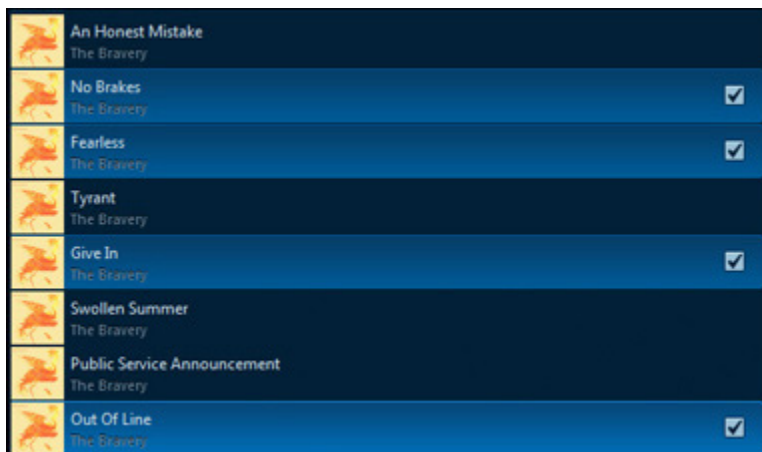 An Honest Mistake
The Bravery
No Brakes
The Bravery
Fearless
The Bravery
Tyrant
The Bravery
Give In
The Bravery
Swollen Summer
The Bravery
Public Service Announcement
The Bravery
Out Of Line
The Bravery